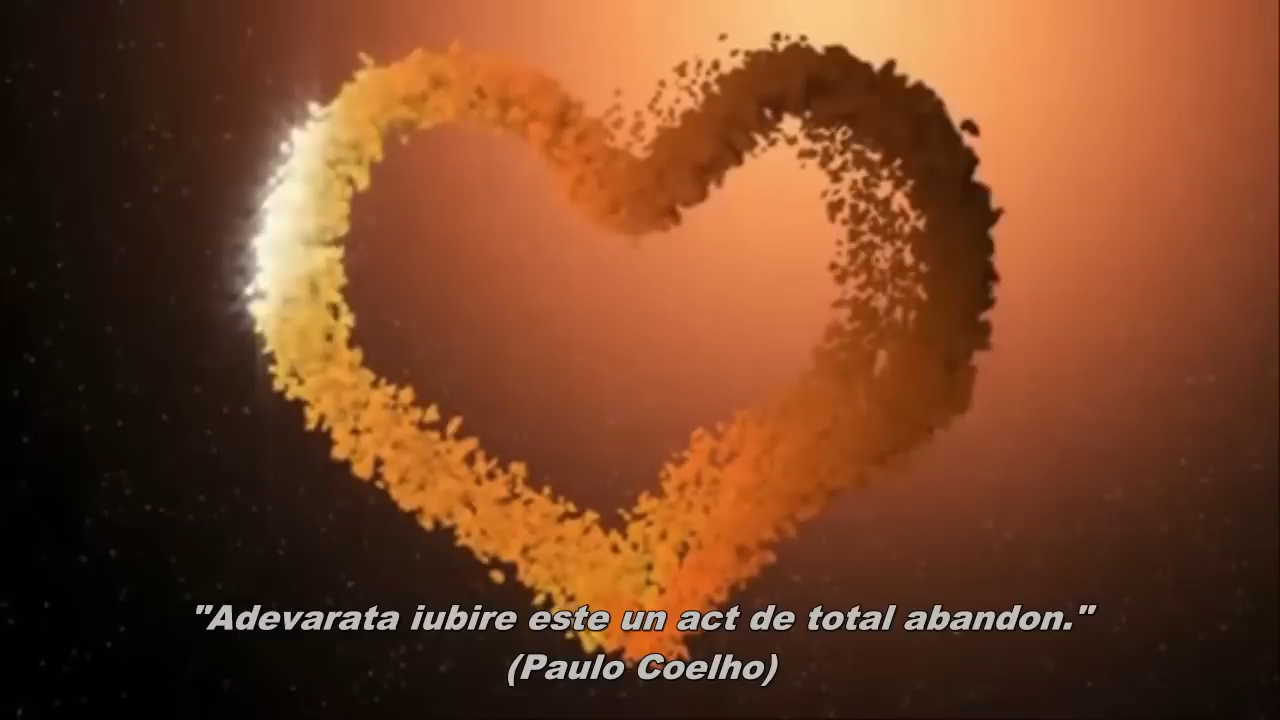 "Adevarata iubire este un act de total abandon."
(Paulo Coelho)